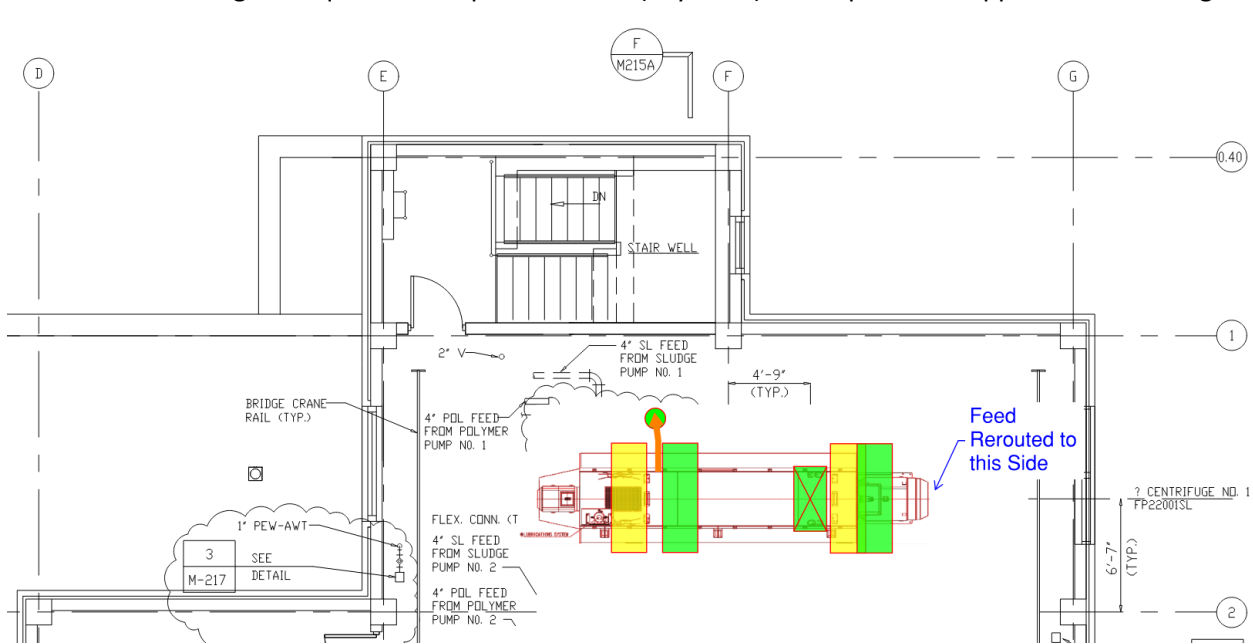 F
M215A
D
E
F
G
0.40
DN
STAIR WELL
1
2" V
4" SL FEED
FROM SLUDGE
PUMP NO. 1
4'-9"
(TYP.)
BRIDGE CRANE
RAIL (TYP.)
4" POL FEED
FROM POLYMER
PUMP NO. 1
Feed
Rerouted to
this Side
? CENTRIFUGE NO. 1
FP22001SL
1" PEW-AWT
FLEX. CONN. (T
4" SL FEED
FROM SLUDGE
PUMP NO. 2
LUBRICATIONS SYSTEM
3
M-217
SEE
DETAIL
6'-7"
(TYP.)
4" POL FEED
FROM POLYMER
PUMP NO. 2
2